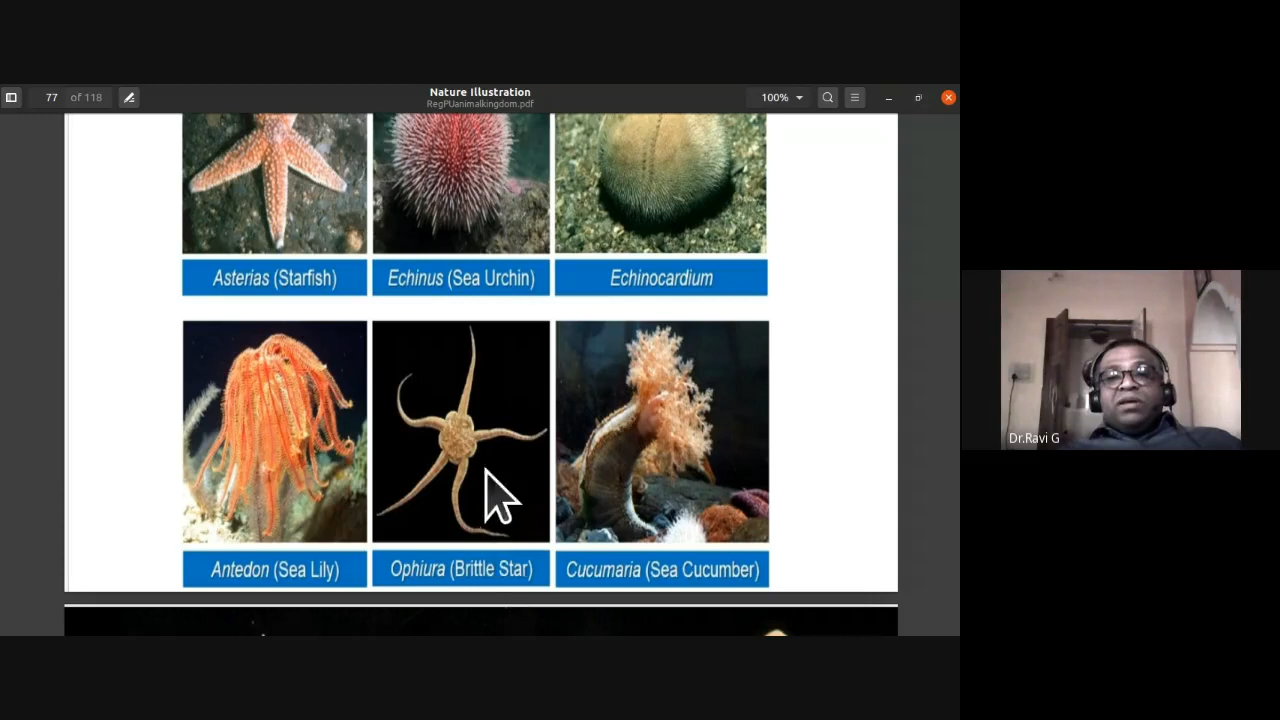 Nature Illustration
RegPUanimalkingdom.pdf
77 of 118
100%
Asterias (Starfish)
Echinus (Sea Urchin)
Echinocardium
Antedon (Sea Lily)
Ophiura (Brittle Star)
Cucumaria (Sea Cucumber)
Dr.Ravi G